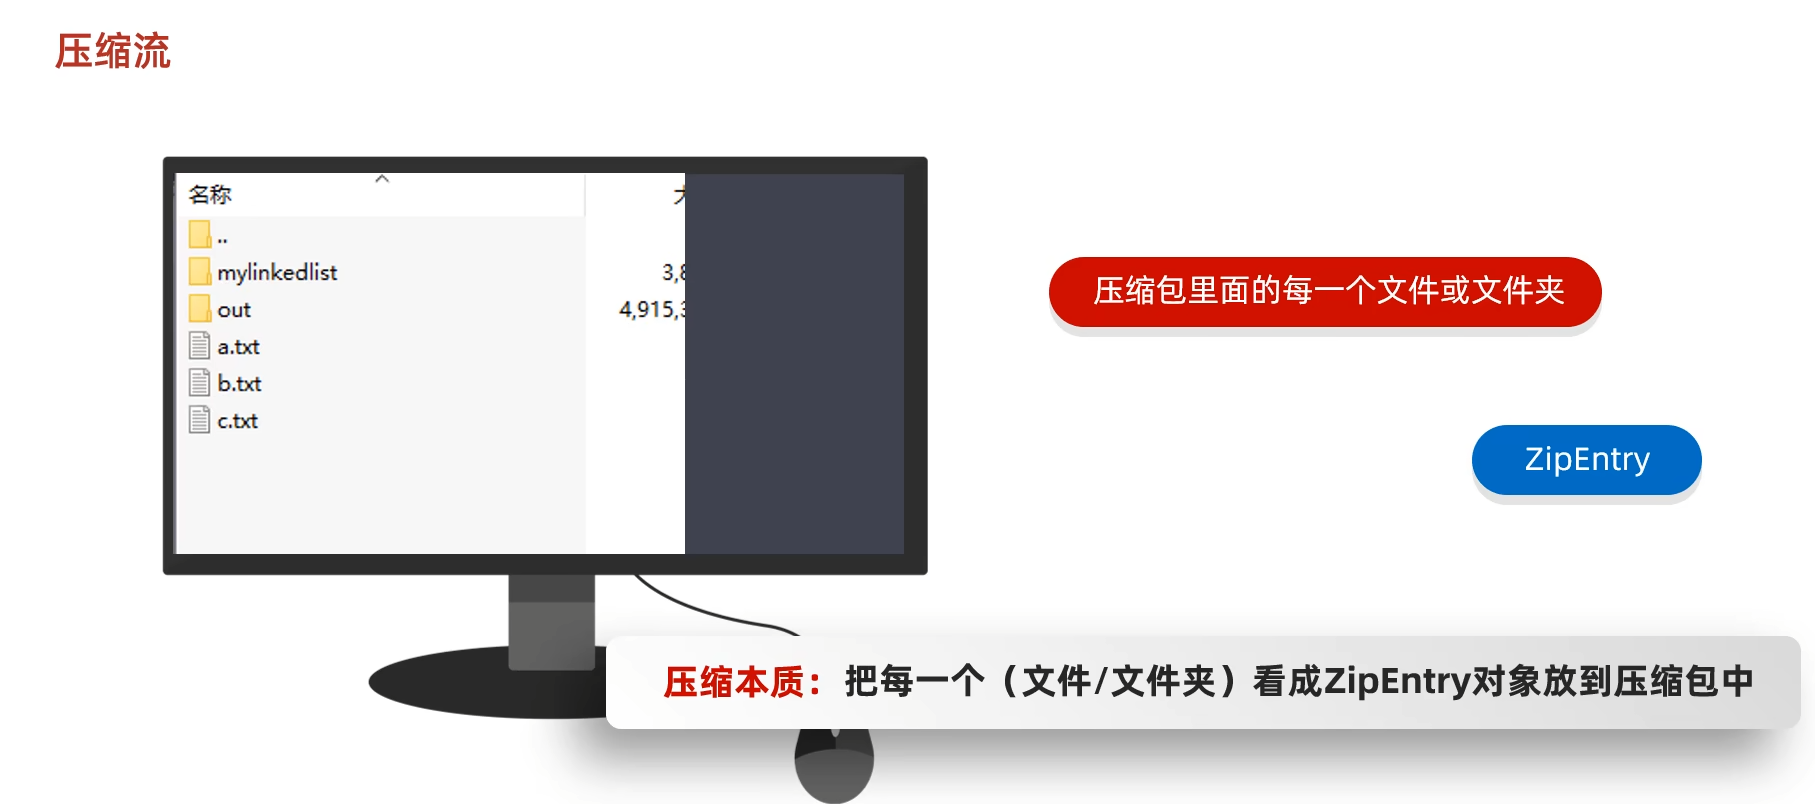 压缩流
名称
..
mylinkedlist 3,8
out 4,915,3
a.txt
b.txt
c.txt
压缩包里面的每一个文件或文件夹
ZipEntry
压缩本质：把每一个（文件/文件夹）看成ZipEntry对象放到压缩包中